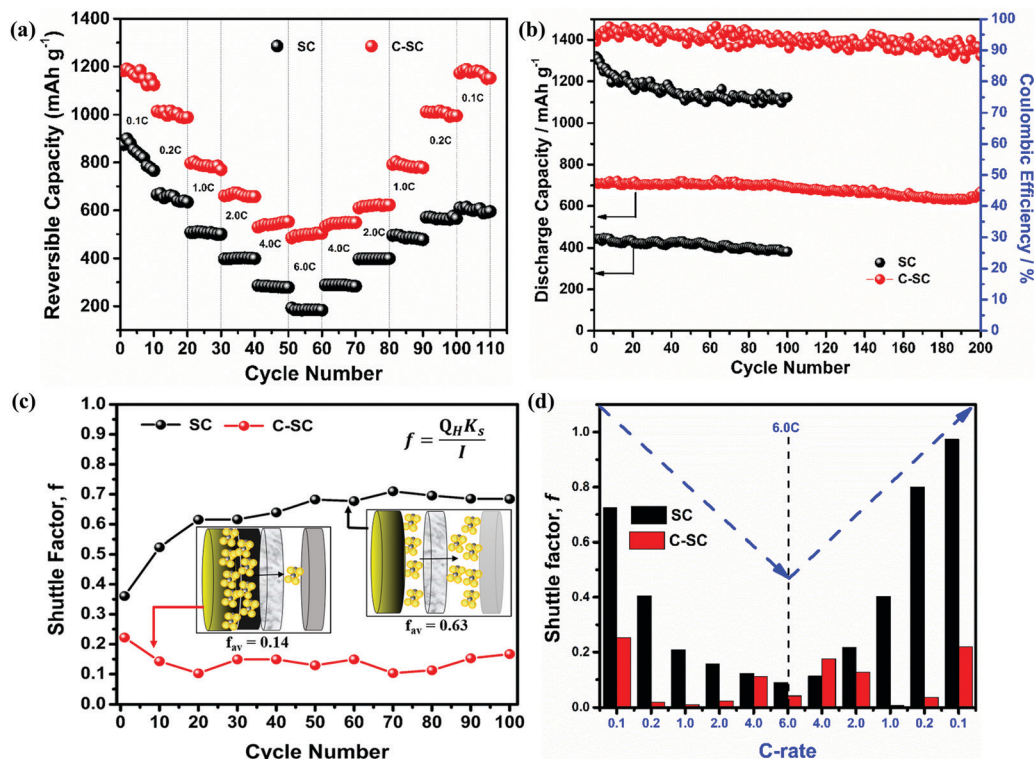 (a)
SC
C-SC
Reversible Capacity (mAh g-1)
1400
1200
1000
800
600
400
200
0.1C
0.2C
1.0C
2.0C
4.0C
6.0C
4.0C
2.0C
1.0C
0.2C
0.1C
0 10 20 30 40 50 60 70 80 90 100 110
Cycle Number
(b)
Discharge Capacity / mAh g-1
1400
1200
1000
800
600
400
200
0
100
90
80
70
60
50
40
30
20
10
0
Coulombic Efficiency / %
SC
C-SC
0 20 40 60 80 100 120 140 160 180 200
Cycle Number
(c)
SC
C-SC
f = QHKs / I
Shuttle Factor, f
1.0
0.9
0.8
0.7
0.6
0.5
0.4
0.3
0.2
0.1
0.0
fav = 0.14
fav = 0.63
0 10 20 30 40 50 60 70 80 90 100
Cycle Number
(d)
6.0C
Shuttle factor, f
1.0
0.8
0.6
0.4
0.2
0.0
SC
C-SC
0.1 0.2 1.0 2.0 4.0 6.0 4.0 2.0 1.0 0.2 0.1
C-rate